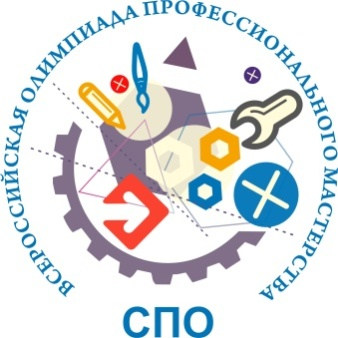 ВСЕРОССИЙСКАЯ ОЛИМПИАДА ПРОФЕССИОНАЛЬНОГО МАСТЕРСТВА
СПО